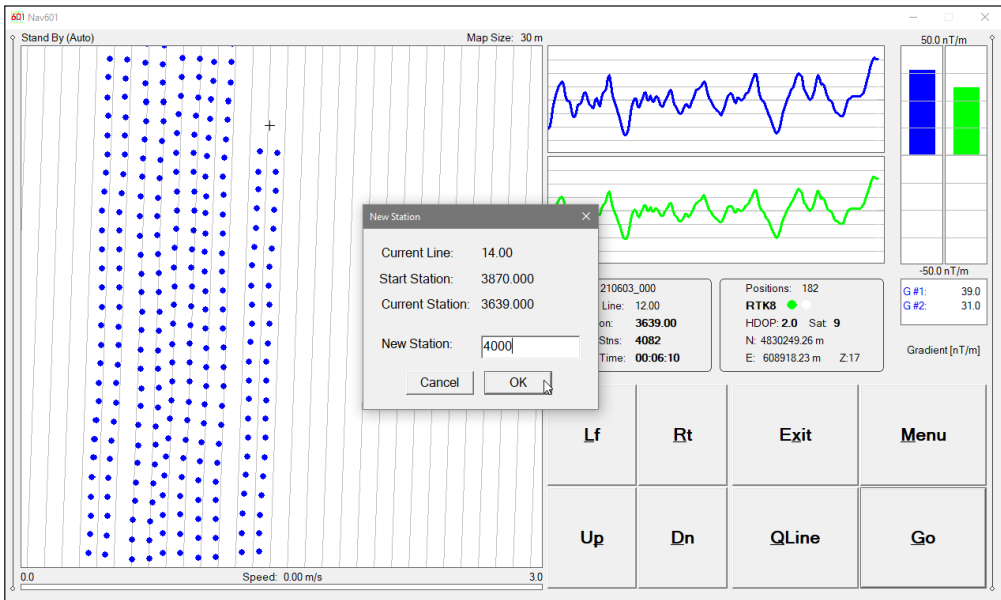 601 Nav601
Stand By (Auto)
Map Size: 30 m
50.0 nT/m
New Station
Current Line: 14.00
Start Station: 3870.000
Current Station: 3639.000
New Station: 4000
Cancel
OK
-50.0 nT/m
210603_000
Line: 12.00
on: 3639.00
Stns: 4082
Time: 00:06:10
Positions: 182
RTK8
HDOP: 2.0 Sat 9
N: 4830249.26 m
E: 608918.23 m Z:17
G #1: 39.0
G #2: 31.0
Gradient [nT/m]
Lf
Rt
Exit
Menu
Up
Dn
QLine
Go
0.0
Speed: 0.00 m/s
3.0